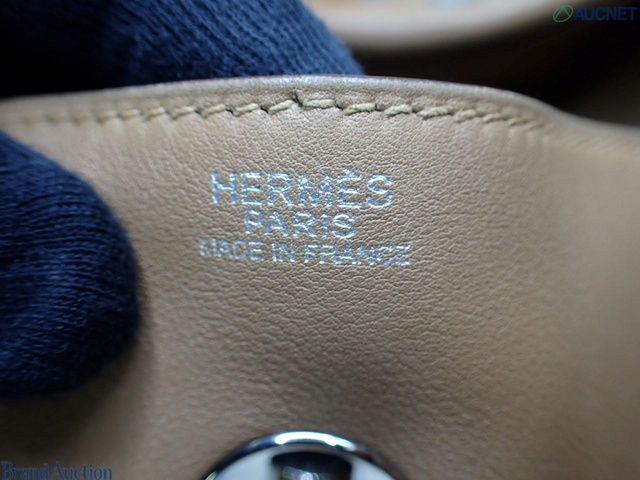 AUCNET
HERMÈS
PARIS
MADE IN FRANCE
Brand Auction